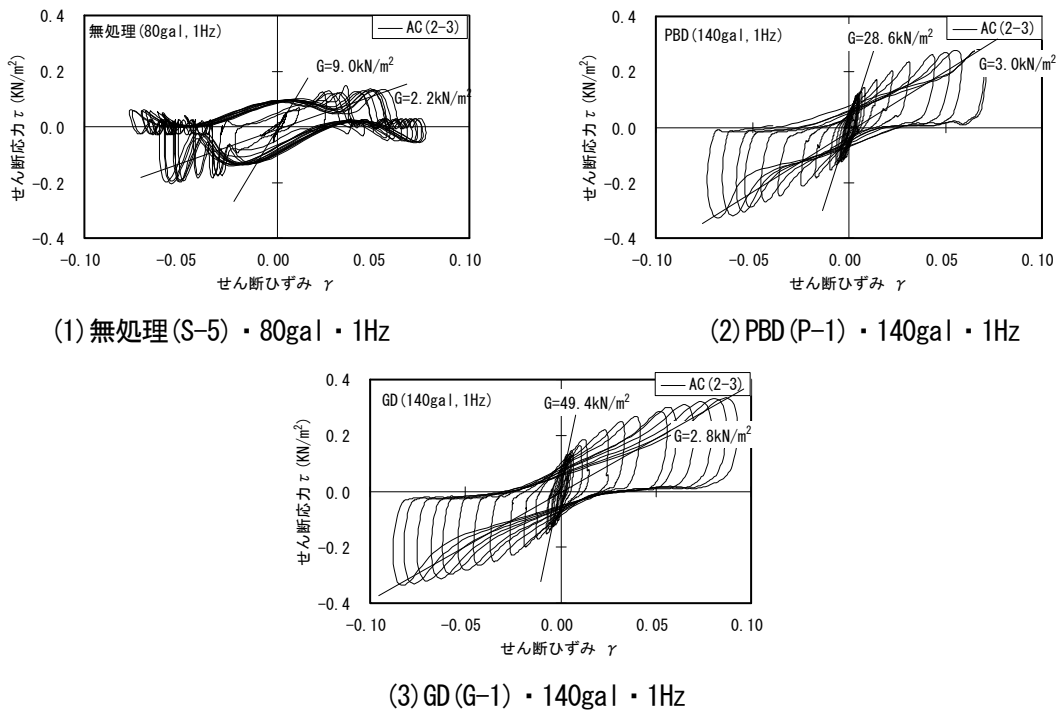 無処理(80gal,1Hz)
AC(2-3)
G=9.0kN/m²
G=2.2kN/m²
せん断応力 τ (KN/m²)
0.4
0.2
0.0
-0.2
-0.4
-0.10
-0.05
0.00
0.05
0.10
せん断ひずみ γ
(1)無処理(S-5)・80gal・1Hz
PBD(140gal,1Hz)
AC(2-3)
G=28.6kN/m²
G=3.0kN/m²
せん断応力 τ (KN/m²)
0.4
0.2
0.0
-0.2
-0.4
-0.10
-0.05
0.00
0.05
0.10
せん断ひずみ γ
(2)PBD(P-1)・140gal・1Hz
GD(140gal,1Hz)
AC(2-3)
G=49.4kN/m²
G=2.8kN/m²
せん断応力 τ (KN/m²)
0.4
0.2
0.0
-0.2
-0.4
-0.10
-0.05
0.00
0.05
0.10
せん断ひずみ γ
(3)GD(G-1)・140gal・1Hz